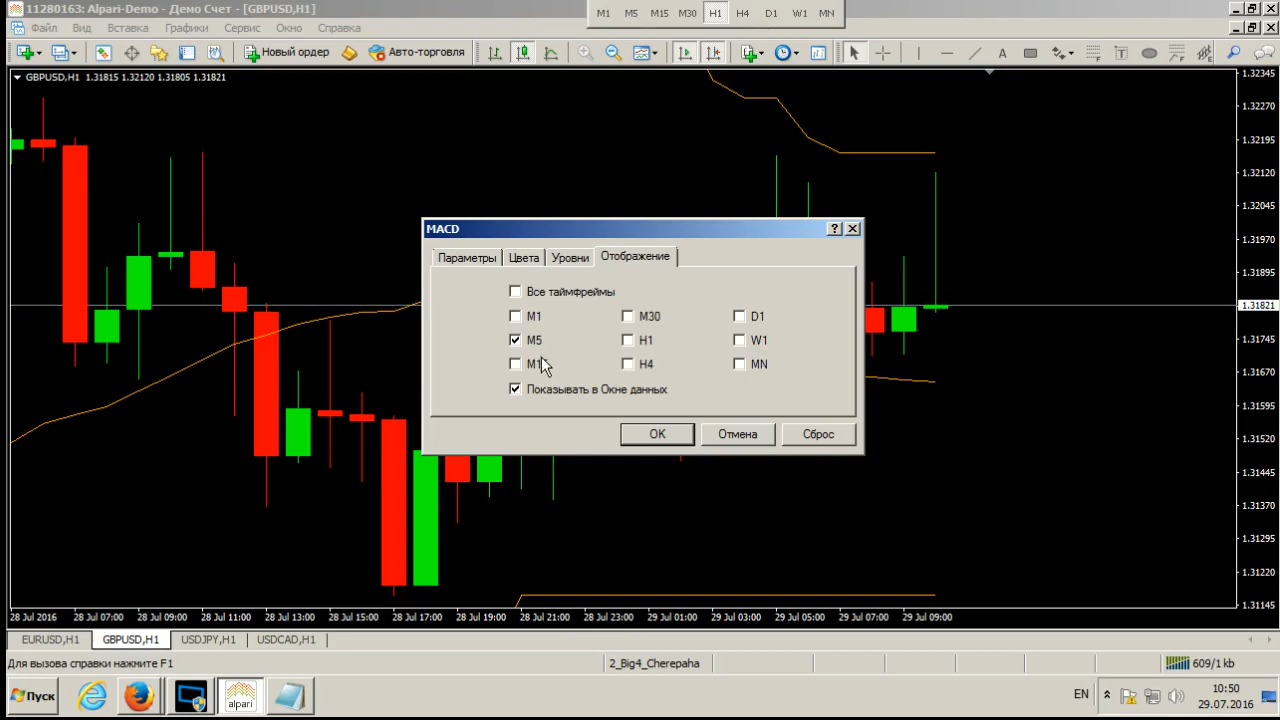 11280163: Alpari-Demo - Демо Счет - [GBPUSD,H1]
M1 M5 M15 M30 H1 H4 D1 W1 MN
Файл Вид Вставка Графики Сервис Окно Справка
Новый ордер Авто-торговля
GBPUSD,H1 1.31815 1.32120 1.31805 1.31821
1.32345
1.32270
1.32195
1.32120
1.32045
1.31970
1.31895
1.31821
1.31745
1.31670
1.31595
1.31520
1.31445
1.31370
1.31295
1.31220
1.31145
MACD
Параметры Цвета Уровни Отображение
Все таймфреймы
M1 M30 D1
M5 H1 W1
H4 MN
Показывать в Окне данных
OK Отмена Сброс
28 Jul 2016 28 Jul 07:00 28 Jul 09:00 28 Jul 11:00 28 Jul 13:00 28 Jul 15:00 28 Jul 17:00 28 Jul 19:00 28 Jul 21:00 28 Jul 23:00 29 Jul 01:00 29 Jul 03:00 29 Jul 05:00 29 Jul 07:00 29 Jul 09:00
EURUSD,H1 GBPUSD,H1 USDJPY,H1 USDCAD,H1
Для вызова справки нажмите F1 2_Big4_Cherepaha 609/1 kb
Пуск alpari EN 10:50
29.07.2016